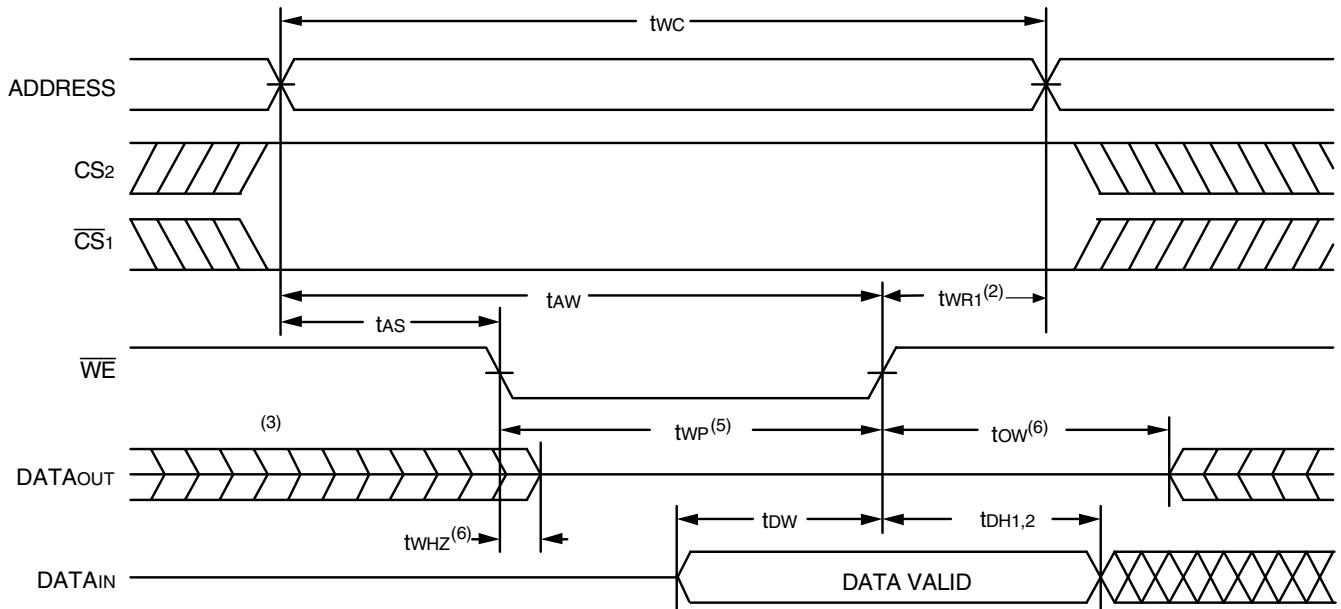 tWC
ADDRESS
CS2
CS1
tAW
tWR1(2)
tAS
WE
(3)
tWP(5)
tOW(6)
DATAOUT
tDW
tDH1,2
tWHZ(6)
DATAIN
DATA VALID